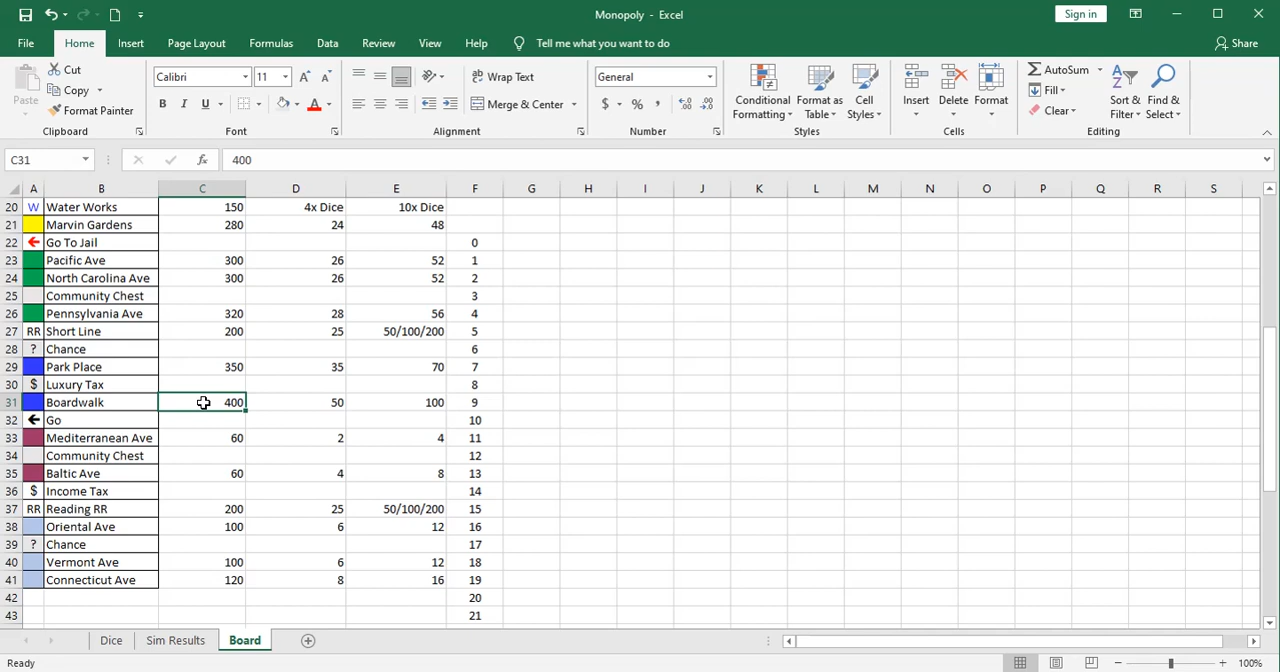 Monopoly - Excel
Sign in
File Home Insert Page Layout Formulas Data Review View Help Tell me what you want to do Share
Paste Cut Copy Format Painter
Calibri 11 A A
B I U A
Wrap Text
Merge & Center
General
$ % ,
Conditional Formatting Format as Table Cell Styles
Insert Delete Format
AutoSum Fill Clear
Sort & Filter Find & Select
Clipboard Font Alignment Number Styles Cells Editing
C31 fx 400
A B C D E F G H I J K L M N O P Q R S
20 W Water Works 150 4x Dice 10x Dice
21 Marvin Gardens 280 24 48
22 Go To Jail 0
23 Pacific Ave 300 26 52 1
24 North Carolina Ave 300 26 52 2
25 Community Chest 3
26 Pennsylvania Ave 320 28 56 4
27 RR Short Line 200 25 50/100/200 5
28 ? Chance 6
29 Park Place 350 35 70 7
30 $ Luxury Tax 8
31 Boardwalk 400 50 100 9
32 Go 10
33 Mediterranean Ave 60 2 4 11
34 Community Chest 12
35 Baltic Ave 60 4 8 13
36 $ Income Tax 14
37 RR Reading RR 200 25 50/100/200 15
38 Oriental Ave 100 6 12 16
39 ? Chance 17
40 Vermont Ave 100 6 12 18
41 Connecticut Ave 120 8 16 19
42 20
43 21
Dice Sim Results Board
Ready 100%